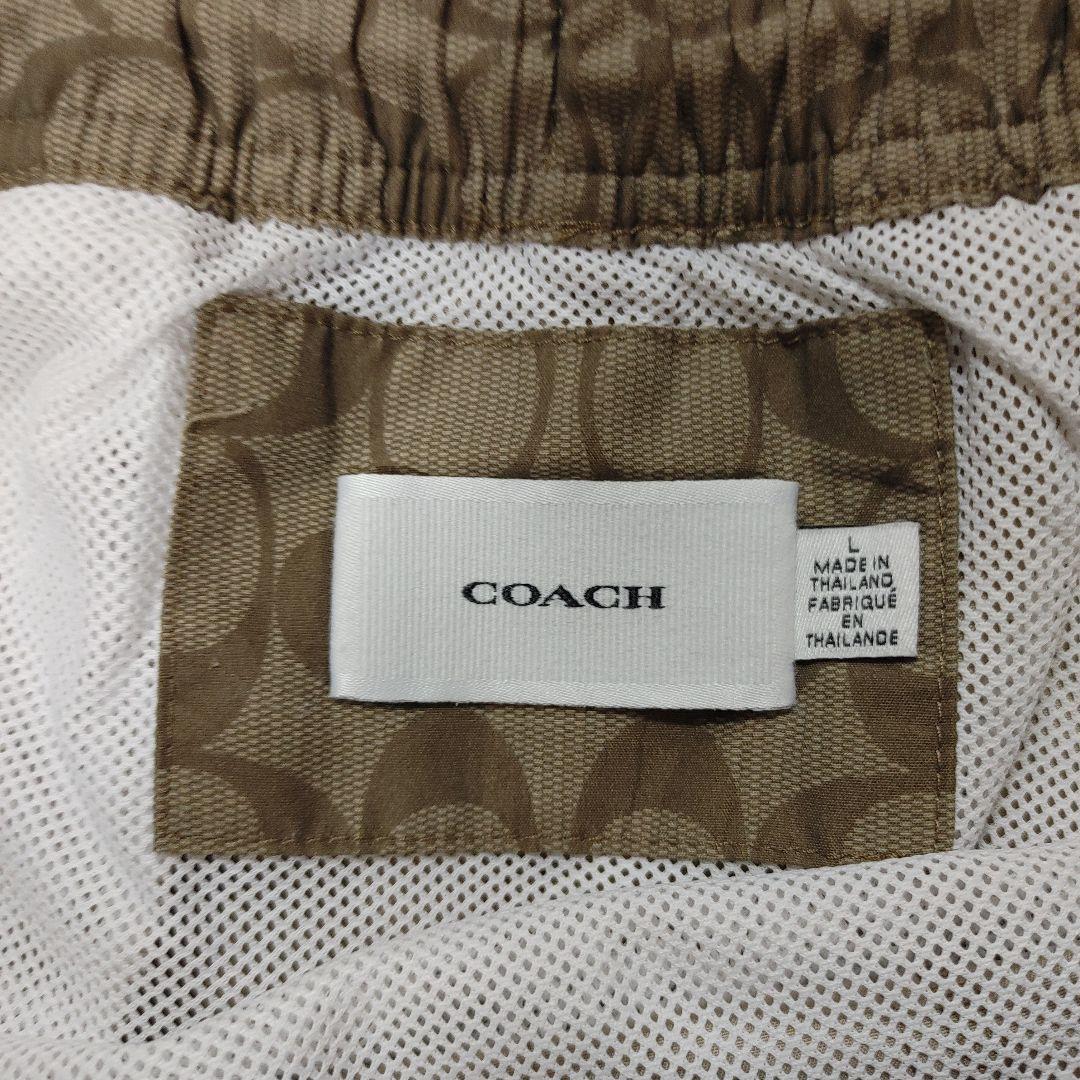 COACH
L
MADE IN
THAILAND
FABRIQUÉ
EN
THAILANDE